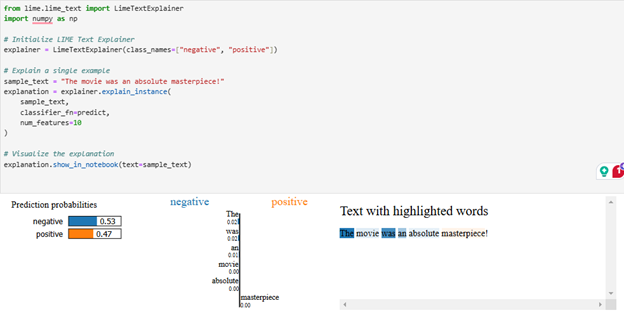 from lime.lime_text import LimeTextExplainer
import numpy as np
# Initialize LIME Text Explainer
explainer = LimeTextExplainer(class_names=["negative", "positive"])
# Explain a single example
sample_text = "The movie was an absolute masterpiece!"
explanation = explainer.explain_instance(
    sample_text,
    classifier_fn=predict,
    num_features=10
)
# Visualize the explanation
explanation.show_in_notebook(text=sample_text)
Prediction probabilities
negative 0.53
positive 0.47
negative positive
The
0.02
was
0.02
an
0.01
movie
0.00
absolute
0.00
masterpiece
0.00
Text with highlighted words
The movie was an absolute masterpiece!